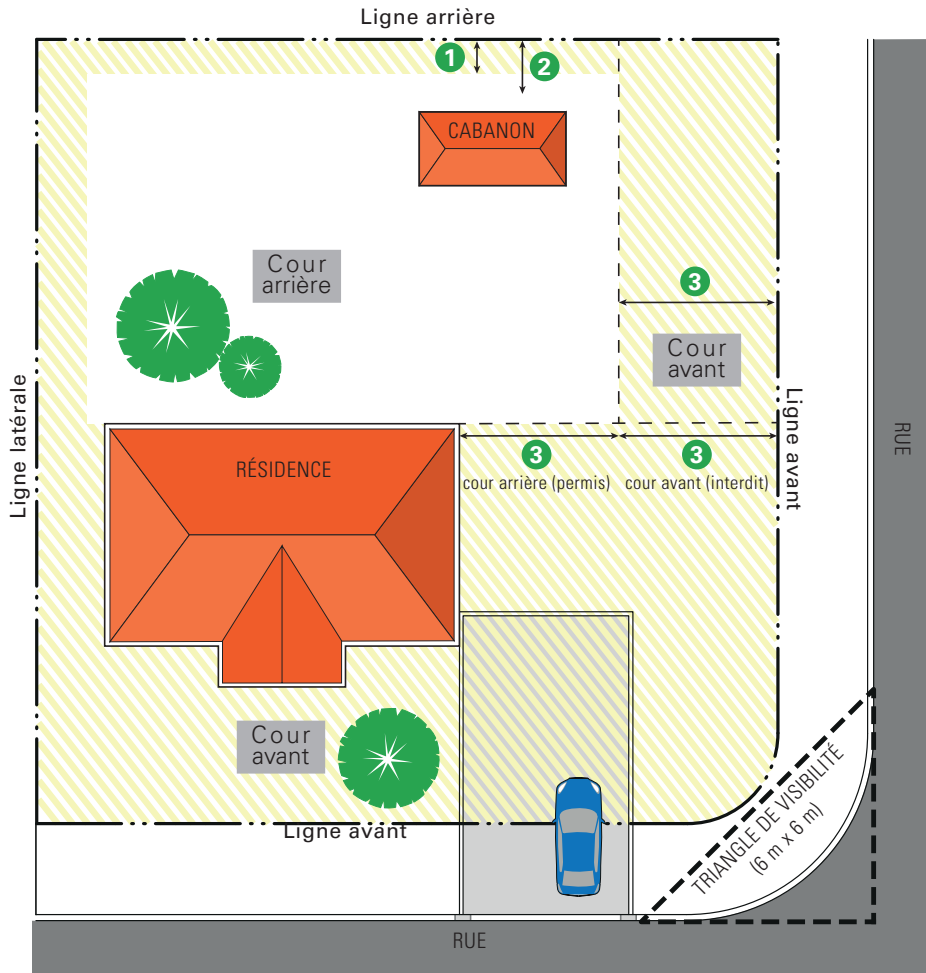 Ligne arrière
1
2
CABANON
Cour
arrière
3
Cour
avant
Ligne latérale
Ligne avant
RUE
3
3
cour arrière (permis)
cour avant (interdit)
RÉSIDENCE
Cour
avant
Ligne avant
TRIANGLE DE VISIBILITÉ
(6 m x 6 m)
RUE